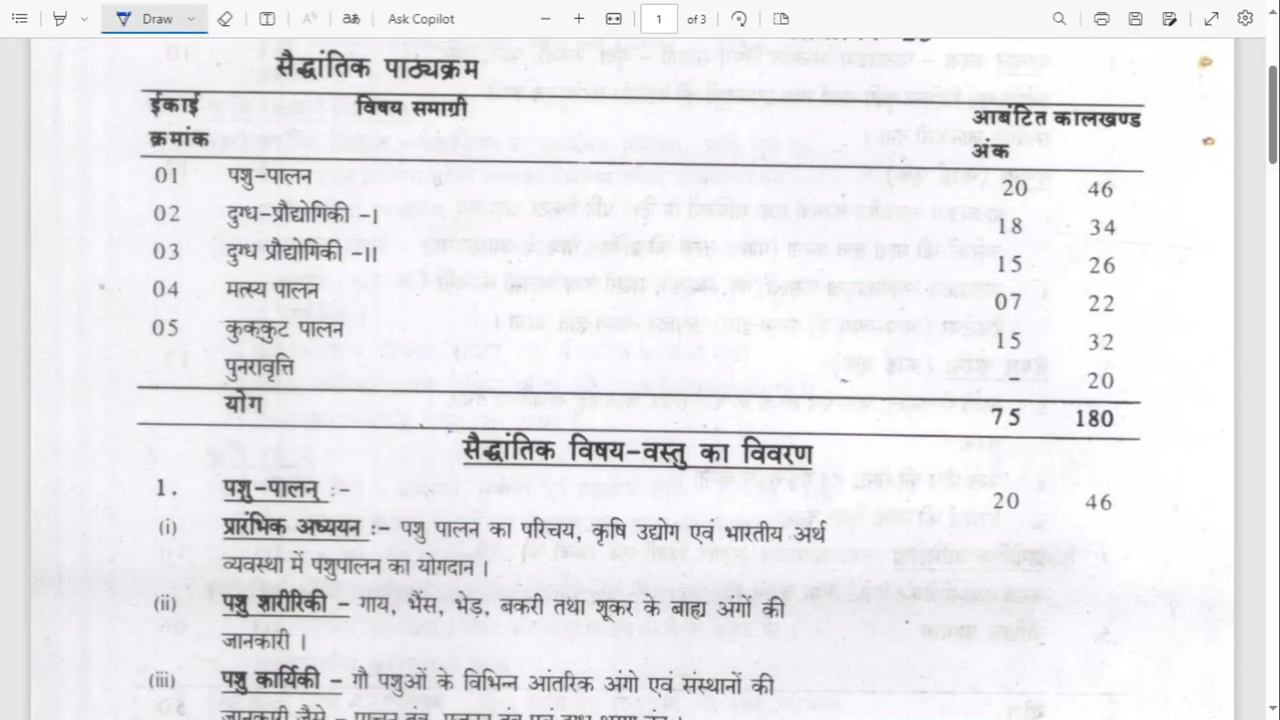 Draw
Ask Copilot
1 of 3
सैद्धांतिक पाठ्यक्रम
ईकाई विषय समाग्री आबंटित कालखण्ड
क्रमांक अंक
01 पशु-पालन 20 46
02 दुग्ध-प्रौद्योगिकी -I 18 34
03 दुग्ध प्रौद्योगिकी -II 15 26
04 मत्स्य पालन 07 22
05 कुककुट पालन 15 32
पुनरावृत्ति - 20
योग 75 180
सैद्धांतिक विषय-वस्तु का विवरण
1. पशु-पालन् :- 20 46
(i) प्रारंभिक अध्ययन :- पशु पालन का परिचय, कृषि उद्योग एवं भारतीय अर्थ
व्यवस्था में पशुपालन का योगदान ।
(ii) पशु शारीरिकी - गाय, भैंस, भेड़, बकरी तथा शूकर के बाह्य अंगों की
जानकारी ।
(iii) पशु कार्यिकी - गौ पशुओं के विभिन्न आंतरिक अंगो एवं संस्थानों की